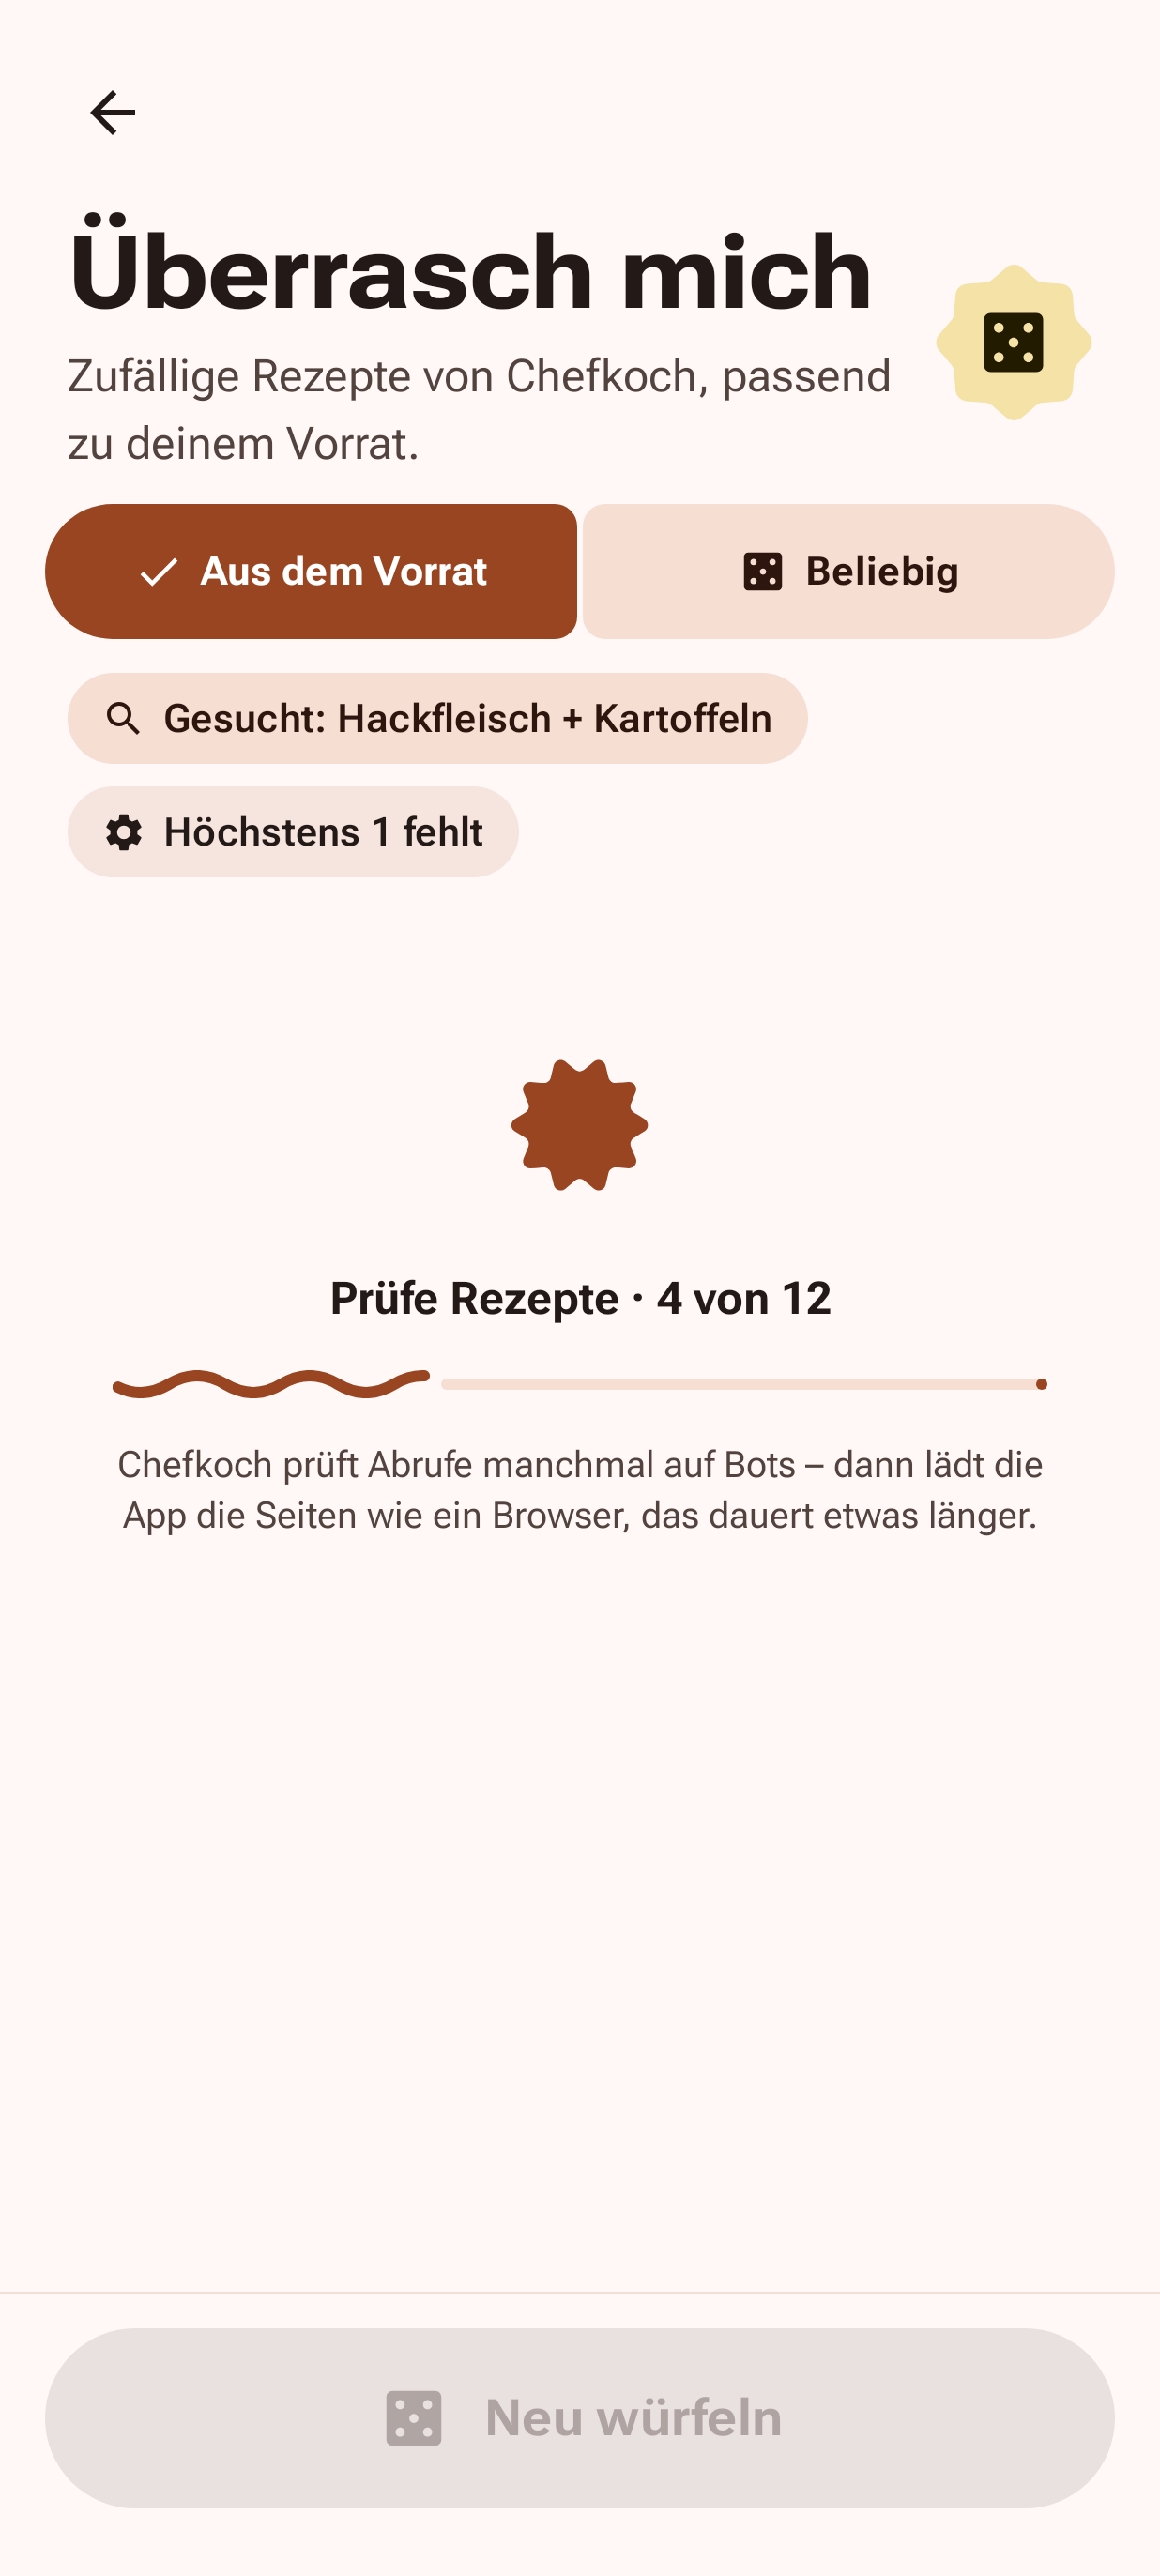 Überrasch mich
Zufällige Rezepte von Chefkoch, passend
zu deinem Vorrat.
Aus dem Vorrat
Beliebig
Gesucht: Hackfleisch + Kartoffeln
Höchstens 1 fehlt
Prüfe Rezepte · 4 von 12
Chefkoch prüft Abrufe manchmal auf Bots – dann lädt die
App die Seiten wie ein Browser, das dauert etwas länger.
Neu würfeln